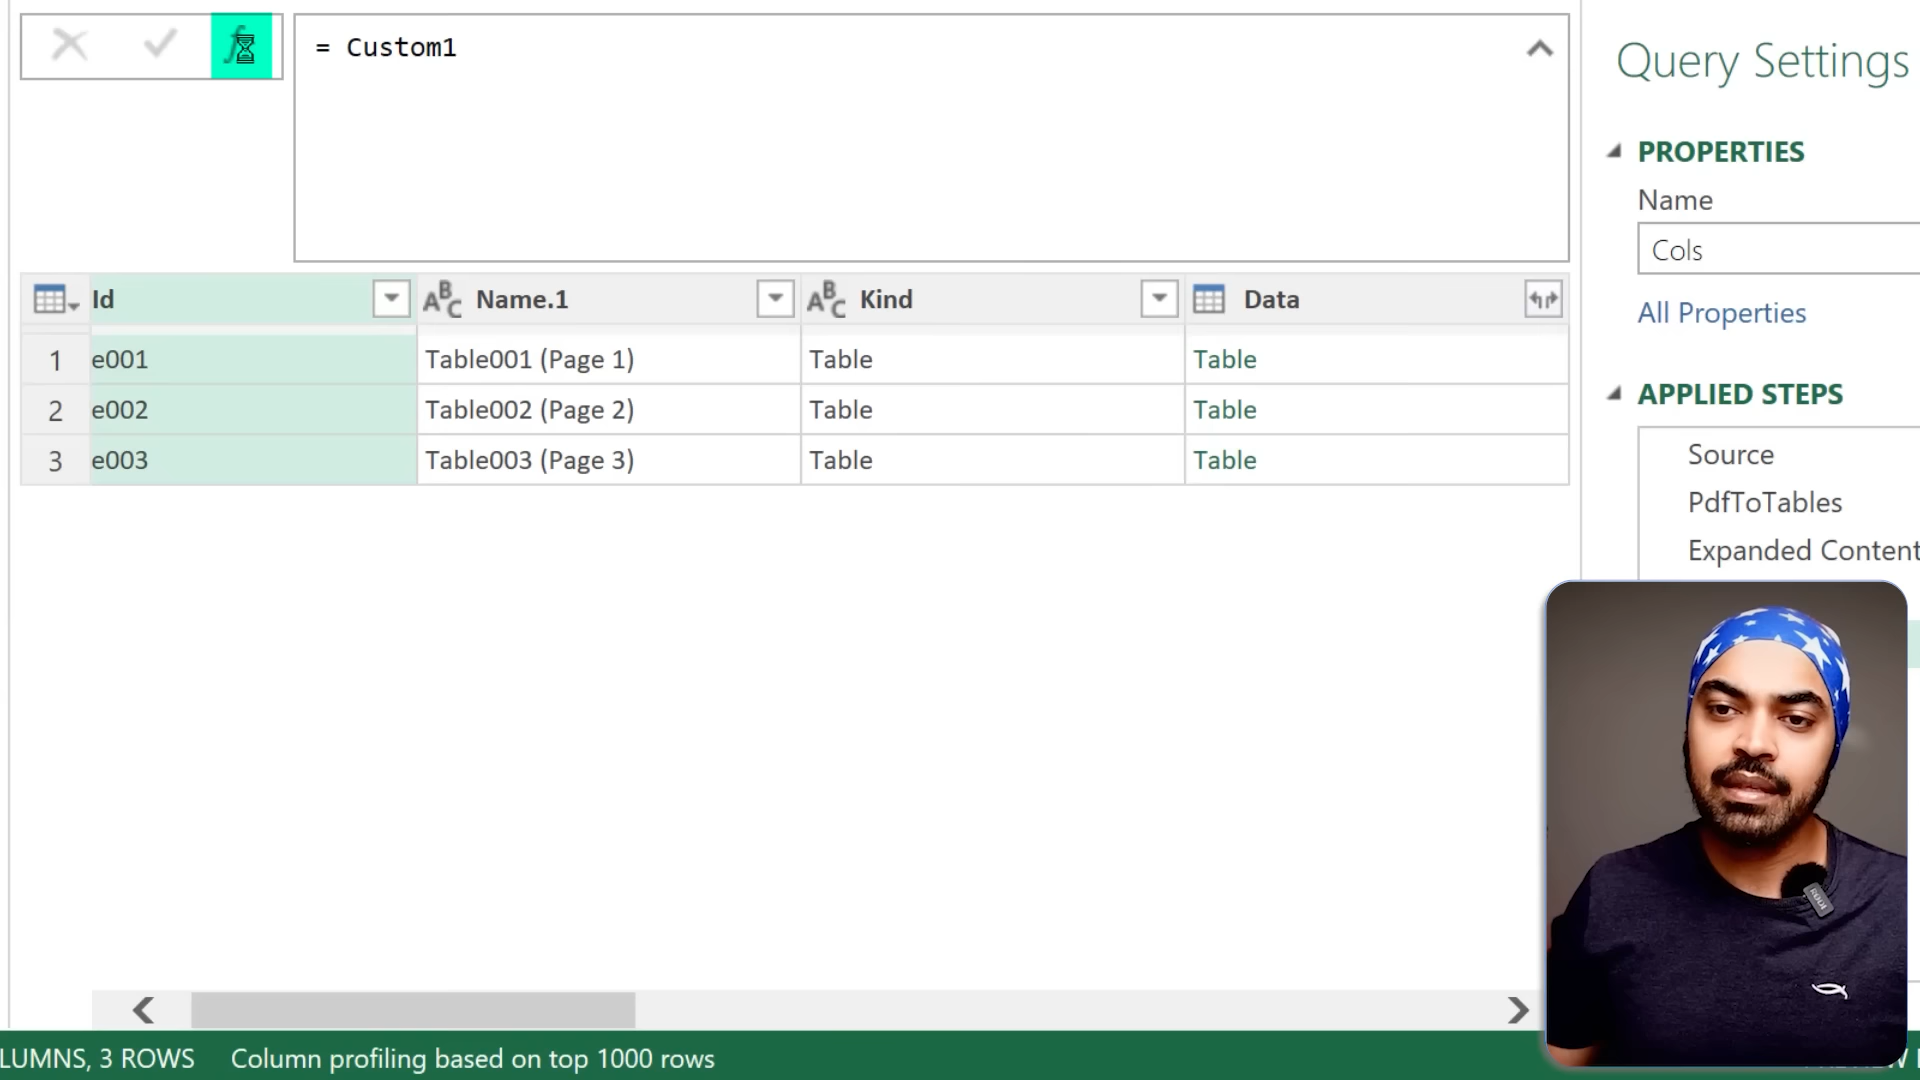 = Custom1
Query Settings
PROPERTIES
Name
Cols
All Properties
APPLIED STEPS
Source
PdfToTables
Expanded Content
Id ABC Name.1 ABC Kind Data
1 e001 Table001 (Page 1) Table Table
2 e002 Table002 (Page 2) Table Table
3 e003 Table003 (Page 3) Table Table
LUMNS, 3 ROWS Column profiling based on top 1000 rows